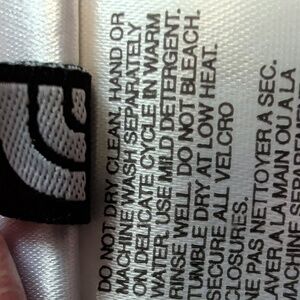 DO NOT DRY CLEAN. HAND OR
MACHINE WASH SEPARATELY
ON DELICATE CYCLE IN WARM
WATER. USE MILD DETERGENT.
RINSE WELL. DO NOT BLEACH.
TUMBLE DRY AT LOW HEAT.
SECURE ALL VELCRO
CLOSURES.
NE PAS NETTOYER A SEC.
LAVER A LA MAIN OU A LA
MACHINE